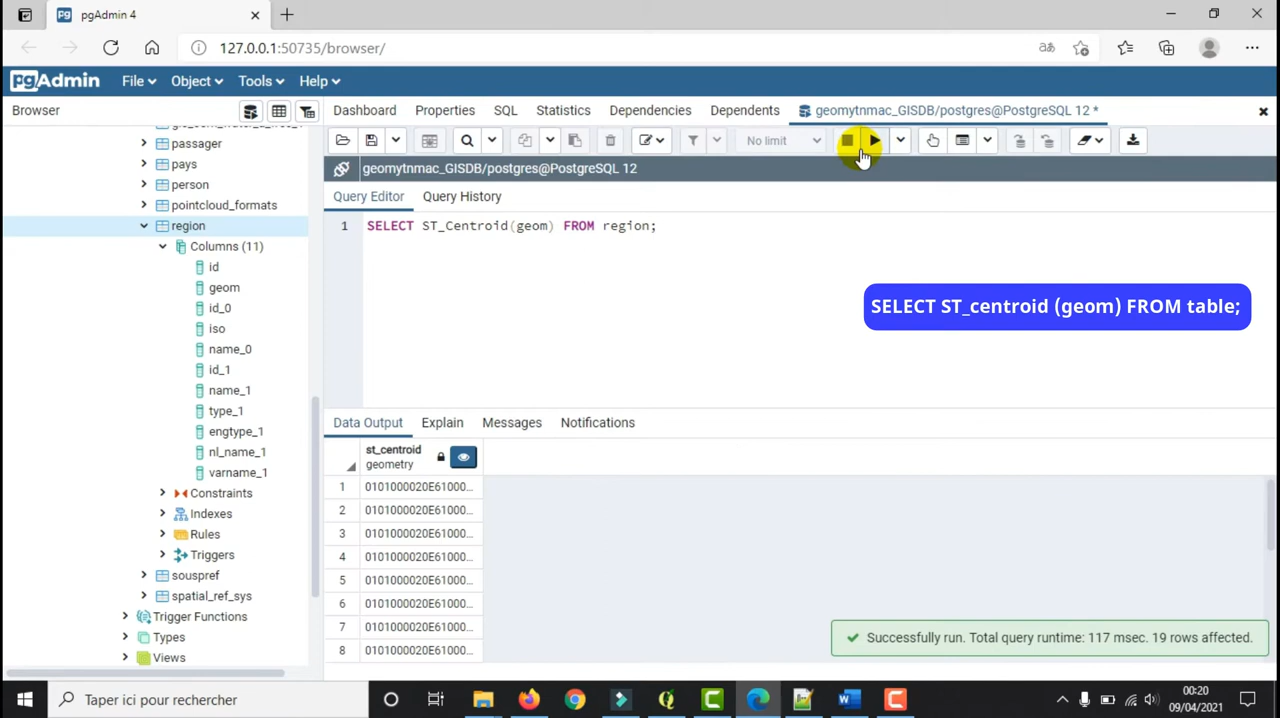 pgAdmin 4
127.0.0.1:50735/browser/
pgAdmin File Object Tools Help
Browser
Dashboard Properties SQL Statistics Dependencies Dependents geomytnmac_GISDB/postgres@PostgreSQL 12 *
No limit
geomytnmac_GISDB/postgres@PostgreSQL 12
Query Editor Query History
1 SELECT ST_Centroid(geom) FROM region;
SELECT ST_centroid (geom) FROM table;
passager
pays
person
pointcloud_formats
region
Columns (11)
id
geom
id_0
iso
name_0
id_1
name_1
type_1
engtype_1
nl_name_1
varname_1
Constraints
Indexes
Rules
Triggers
souspref
spatial_ref_sys
Trigger Functions
Types
Views
Data Output Explain Messages Notifications
st_centroid
geometry
1 0101000020E61000...
2 0101000020E61000...
3 0101000020E61000...
4 0101000020E61000...
5 0101000020E61000...
6 0101000020E61000...
7 0101000020E61000...
8 0101000020E61000...
Successfully run. Total query runtime: 117 msec. 19 rows affected.
Taper ici pour rechercher
00:20
09/04/2021